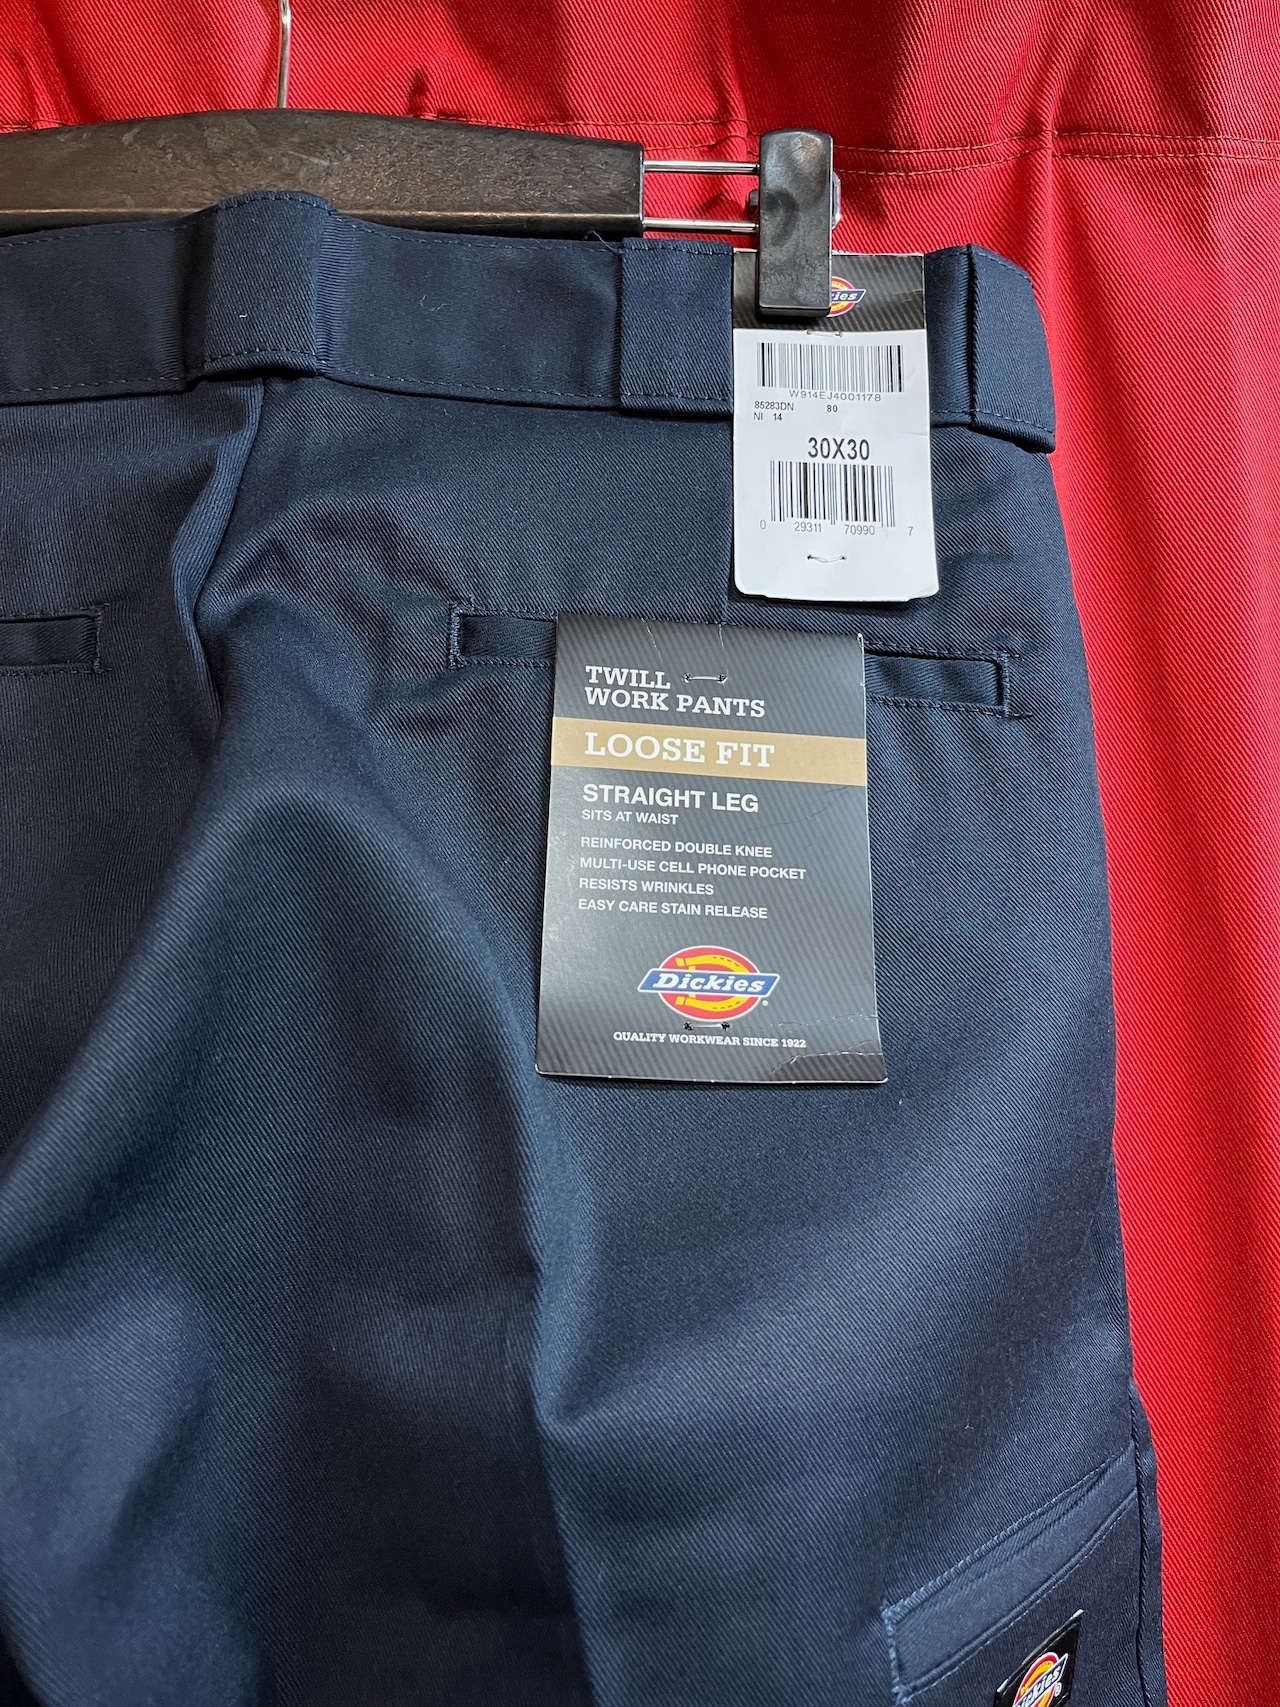 W914EJ4001178
85283DN 80
NI 14
30X30
0 29311 70990 7
TWILL
WORK PANTS
LOOSE FIT
STRAIGHT LEG
SITS AT WAIST
REINFORCED DOUBLE KNEE
MULTI-USE CELL PHONE POCKET
RESISTS WRINKLES
EASY CARE STAIN RELEASE
Dickies®
QUALITY WORKWEAR SINCE 1922
Dickies